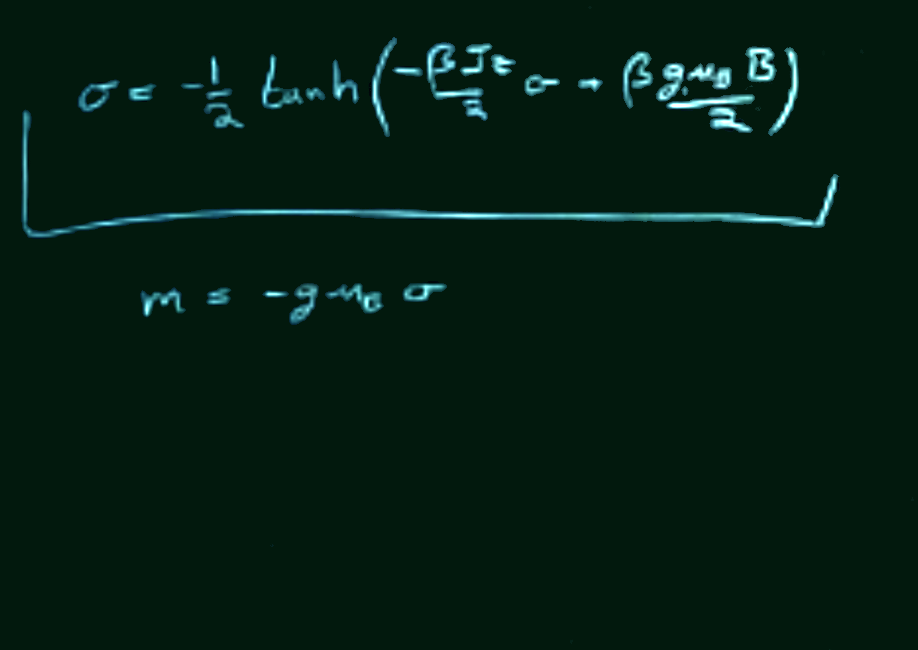 σ = -1/2 tanh(-βJz/2 σ + βgμ_B B/2)
m = -gμ_B σ